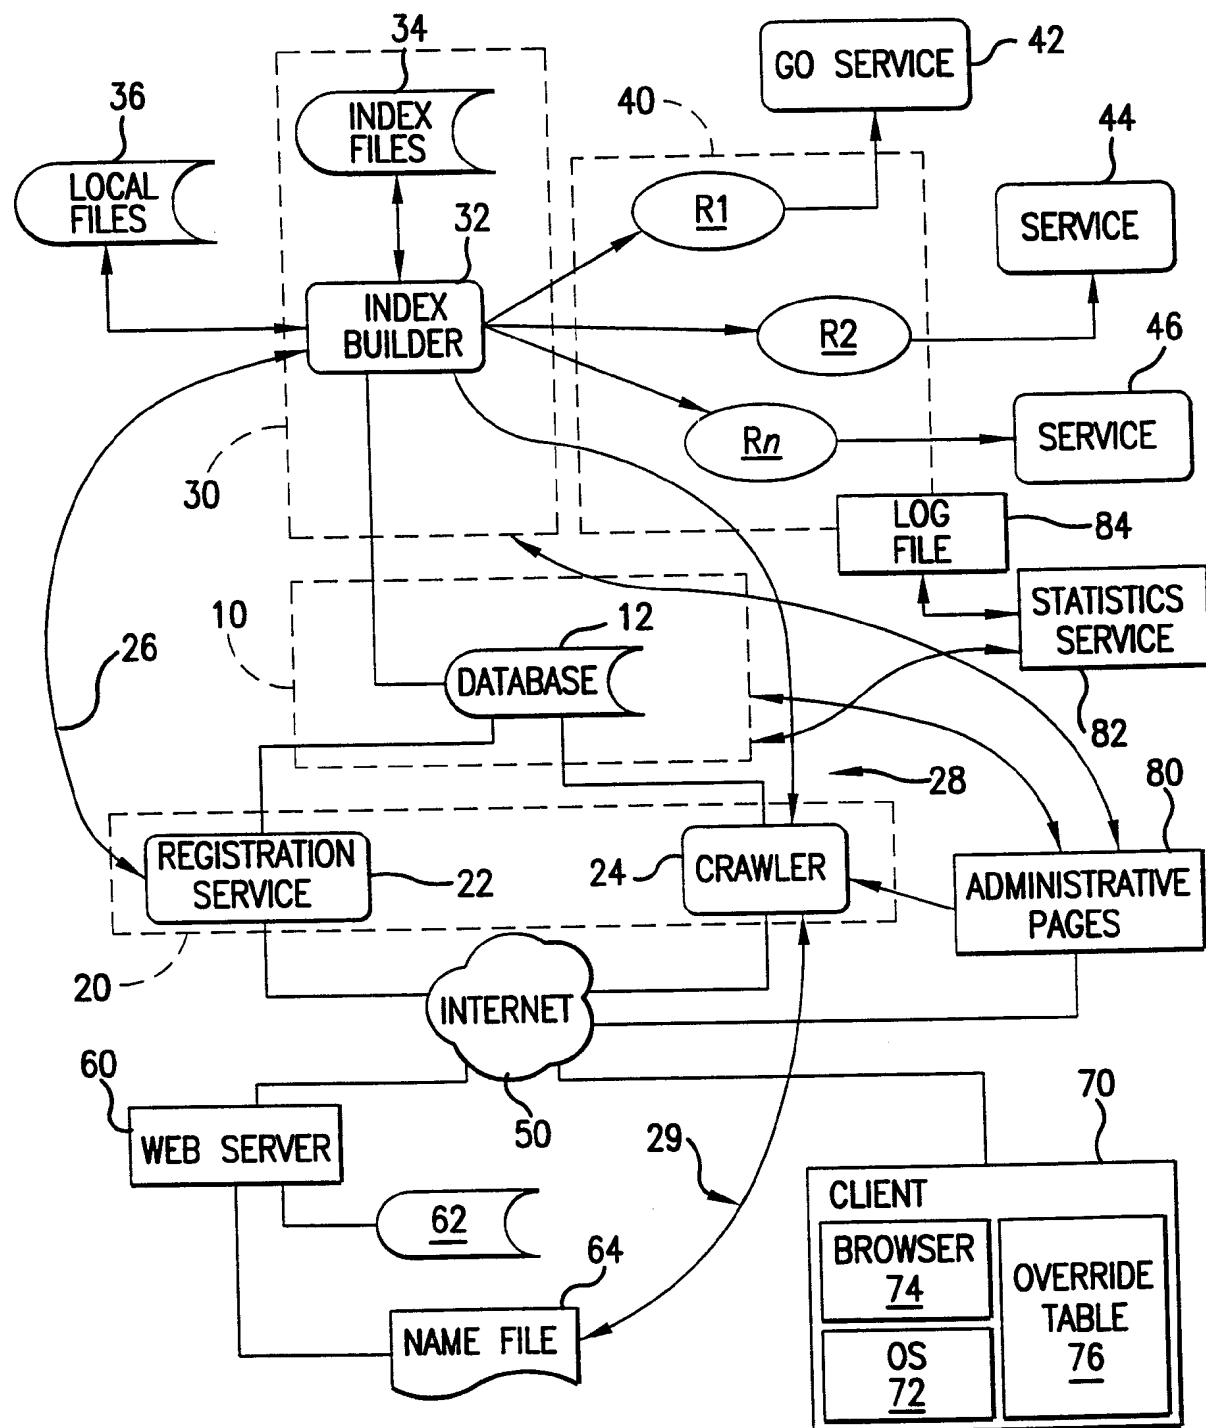 34
42
GO SERVICE
36
40
44
INDEX
FILES
LOCAL
FILES
R1
32
SERVICE
INDEX
BUILDER
R2
46
Rn
SERVICE
30
LOG
FILE
84
10
12
STATISTICS
SERVICE
26
DATABASE
82
28
80
REGISTRATION
SERVICE
22
24
CRAWLER
ADMINISTRATIVE
PAGES
20
INTERNET
60
50
70
WEB SERVER
29
CLIENT
62
BROWSER
74
OVERRIDE
TABLE
76
64
NAME FILE
OS
72